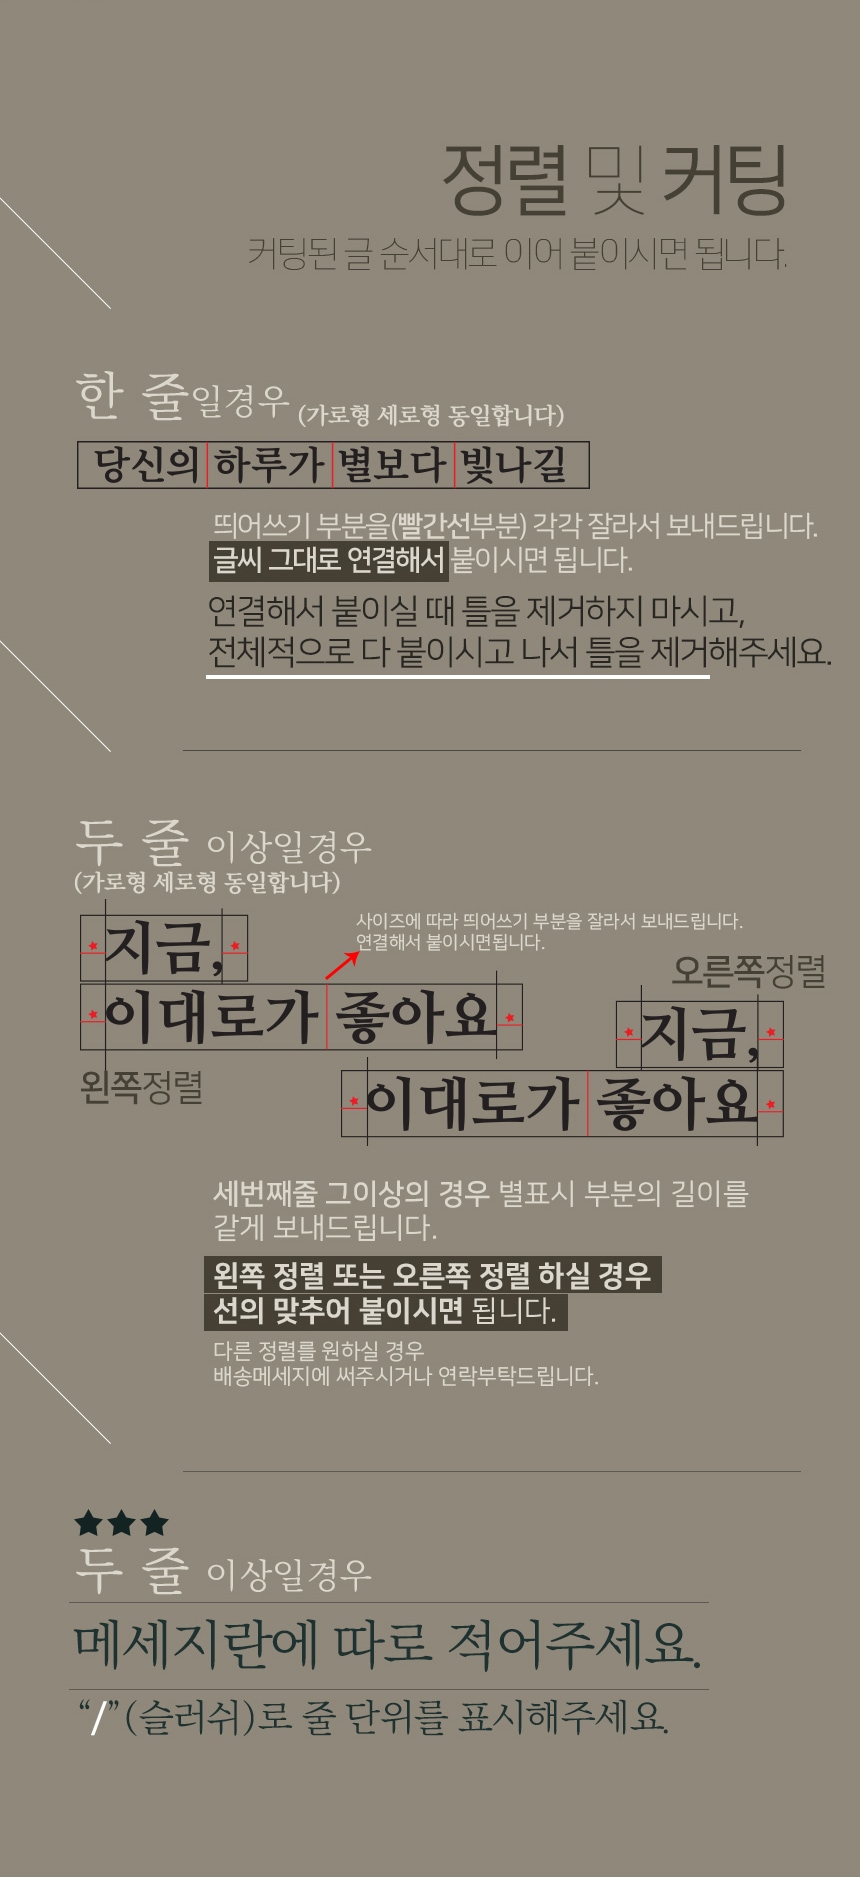 정렬 및 커팅
커팅된 글 순서대로 이어 붙이시면 됩니다.
한 줄일경우 (가로형 세로형 동일합니다)
당신의 하루가 별보다 빛나길
띄어쓰기 부분을(빨간선부분) 각각 잘라서 보내드립니다.
글씨 그대로 연결해서 붙이시면 됩니다.
연결해서 붙이실 때 틀을 제거하지 마시고,
전체적으로 다 붙이시고 나서 틀을 제거해주세요.
두 줄 이상일경우
(가로형 세로형 동일합니다)
사이즈에 따라 띄어쓰기 부분을 잘라서 보내드립니다.
연결해서 붙이시면됩니다.
지금,
이대로가 좋아요
왼쪽정렬
오른쪽정렬
지금,
이대로가 좋아요
세번째줄 그이상의 경우 별표시 부분의 길이를
같게 보내드립니다.
왼쪽 정렬 또는 오른쪽 정렬 하실 경우
선의 맞추어 붙이시면 됩니다.
다른 정렬를 원하실 경우
배송메세지에 써주시거나 연락부탁드립니다.
★★★
두 줄 이상일경우
메세지란에 따로 적어주세요.
“/”(슬러쉬)로 줄 단위를 표시해주세요.